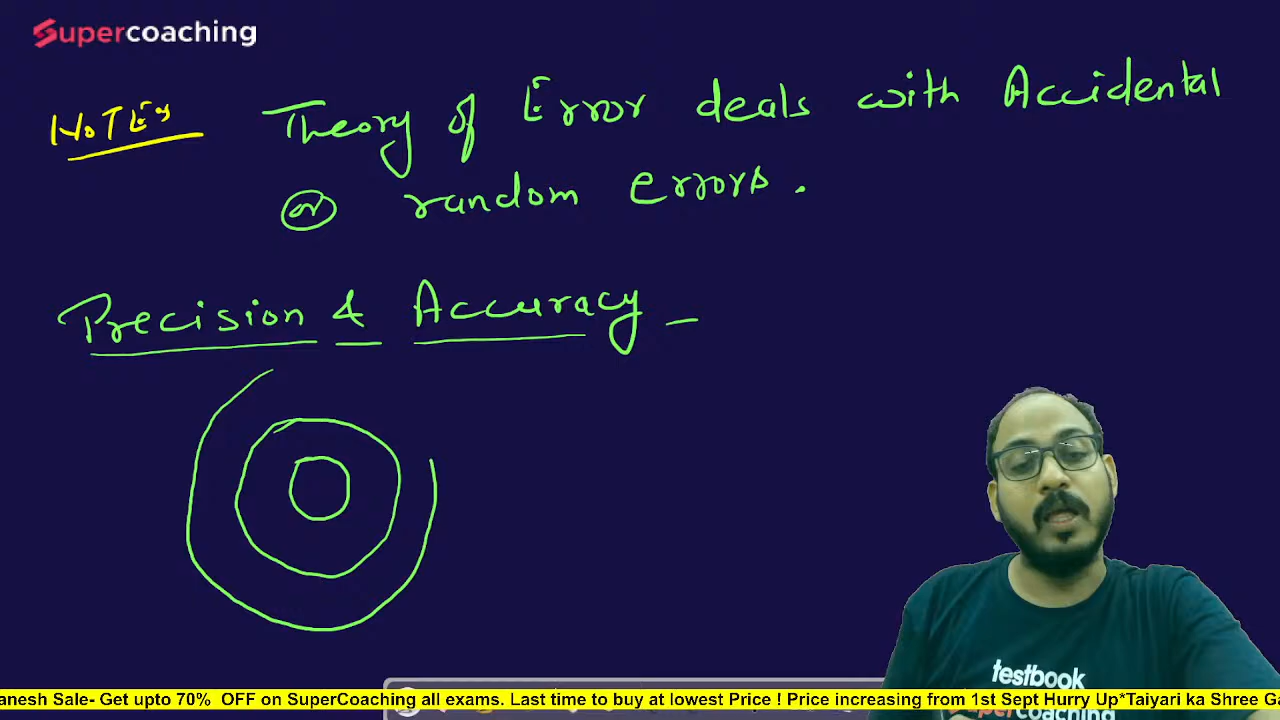 Supercoaching
NOTES Theory of Error deals with Accidental
or random errors.
Precision & Accuracy -
testbook
Supercoaching
anesh Sale- Get upto 70% OFF on SuperCoaching all exams. Last time to buy at lowest Price ! Price increasing from 1st Sept Hurry Up*Taiyari ka Shree Ga